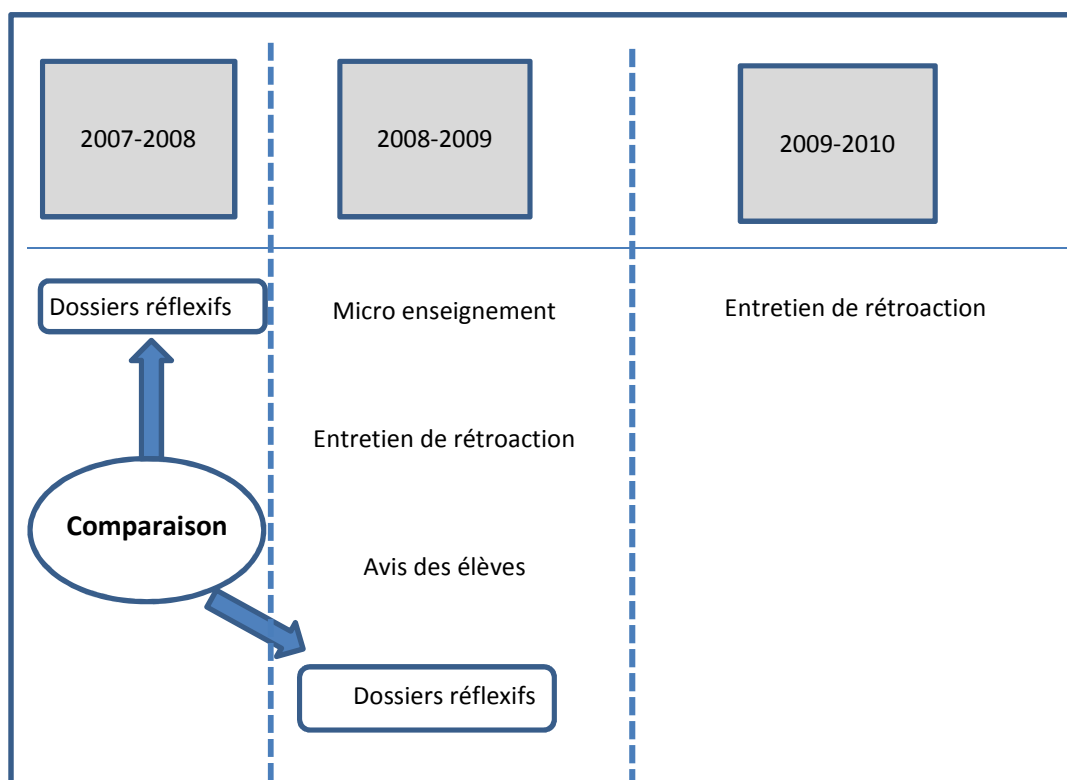 2007-2008
2008-2009
2009-2010
Dossiers réflexifs
Micro enseignement
Entretien de rétroaction
Entretien de rétroaction
Comparaison
Avis des élèves
Dossiers réflexifs